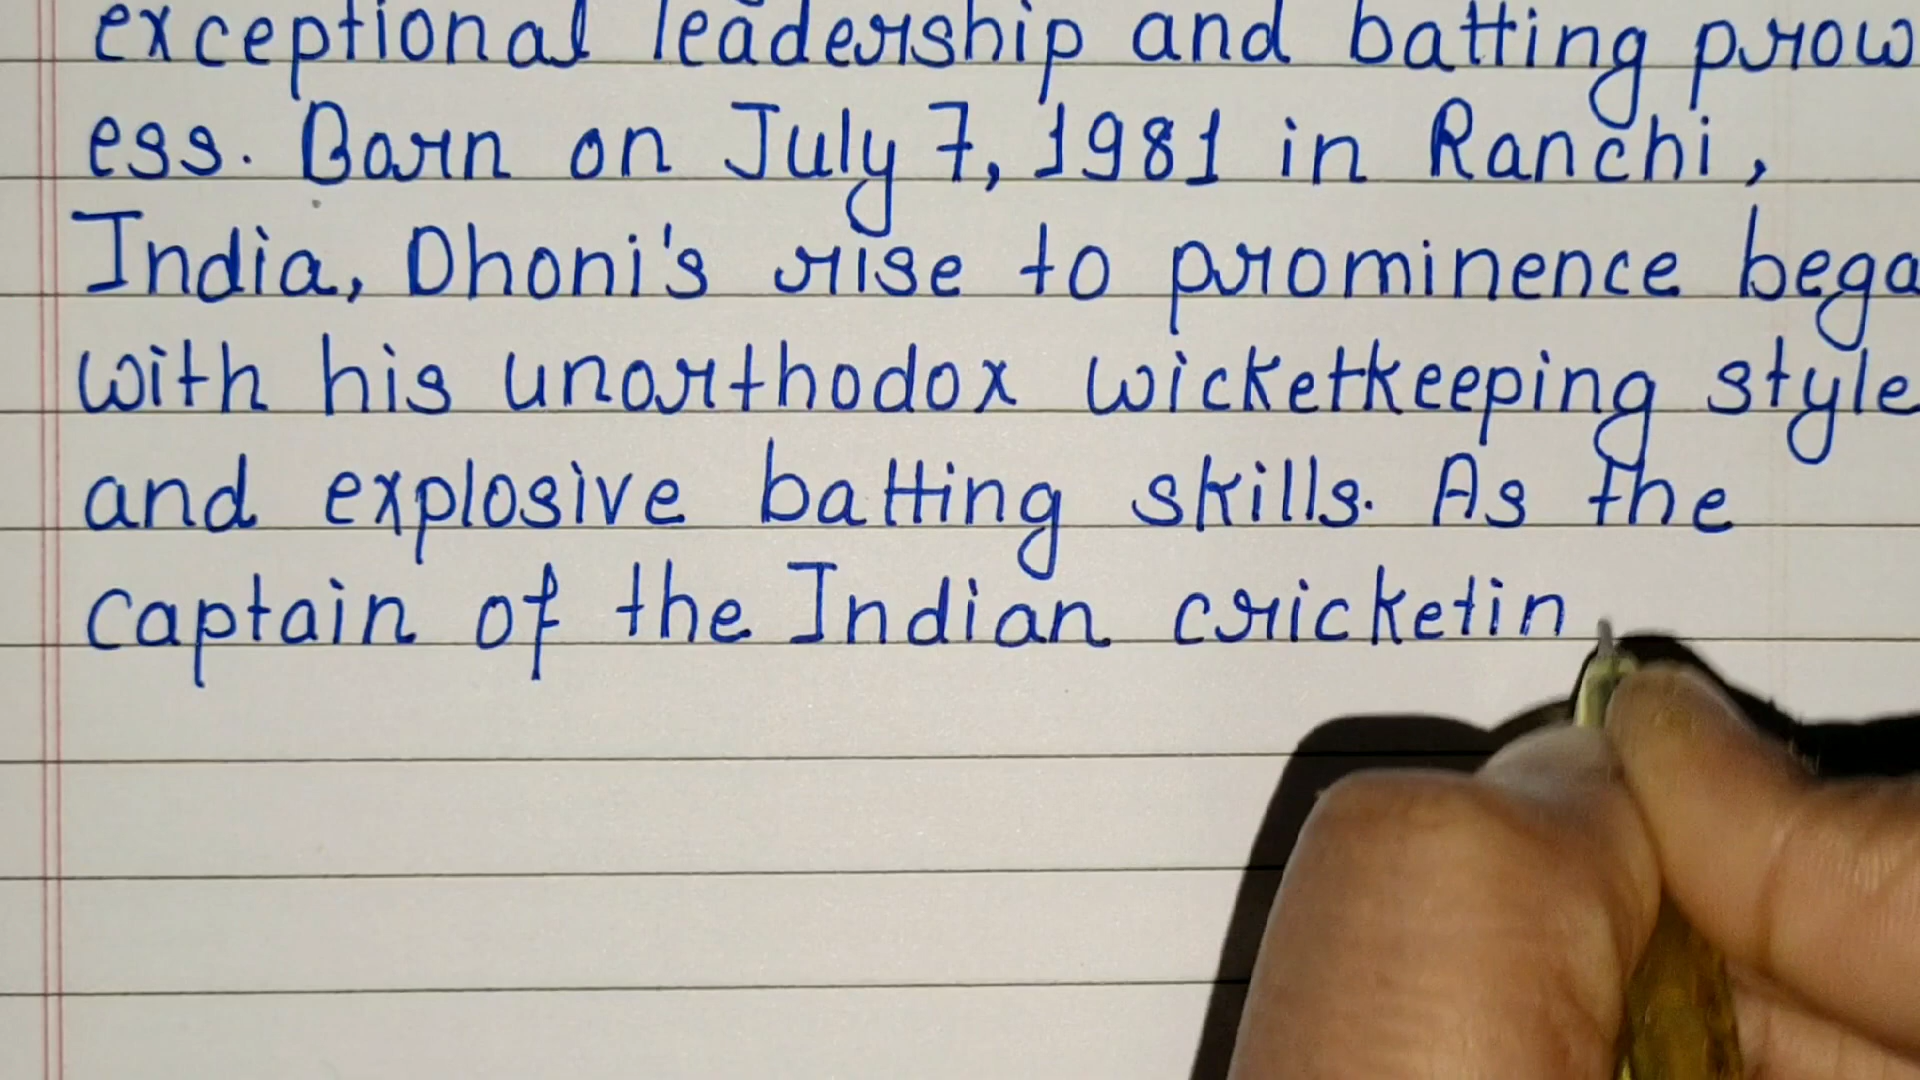 exceptional leadership and batting prow
ess. Born on July 7, 1981 in Ranchi,
India, Dhoni's rise to prominence bega
with his unorthodox wicketkeeping style
and explosive batting skills. As the
captain of the Indian cricketin